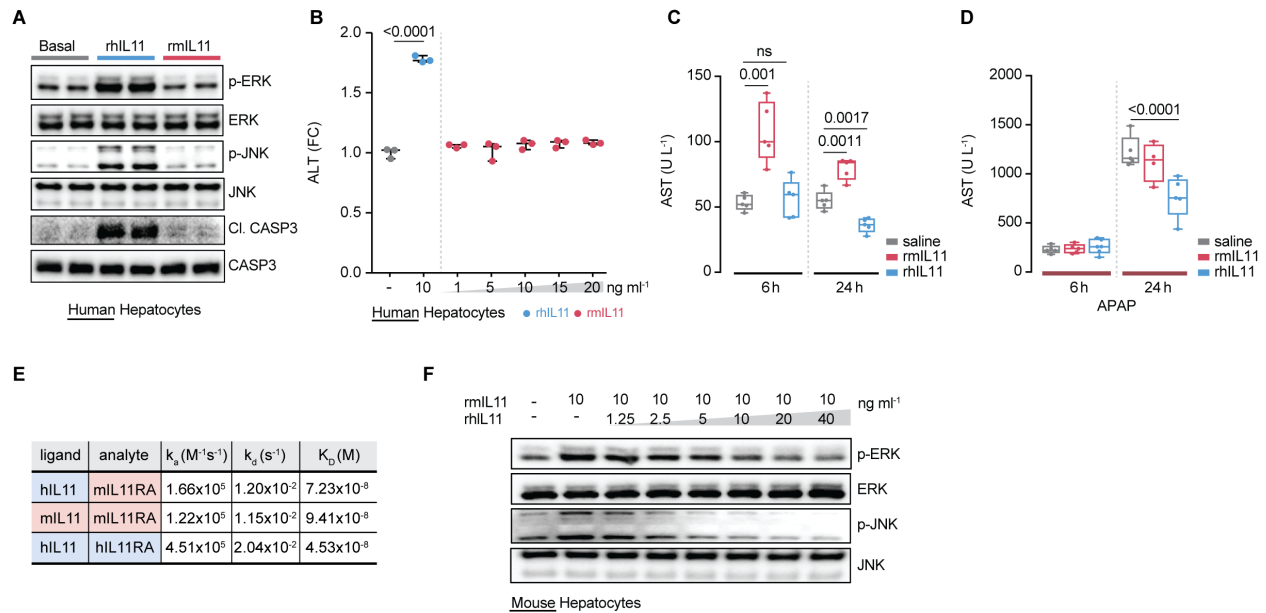 A
Basal rhIL11 rmIL11
p-ERK
ERK
p-JNK
JNK
Cl. CASP3
CASP3
Human Hepatocytes
B
ALT (FC)
2.0
1.5
1.0
0.5
0.0
<0.0001
- 10 1 5 10 15 20 ng ml⁻¹
Human Hepatocytes rhIL11 rmIL11
C
AST (U L⁻¹)
150
100
50
0
ns
0.001
0.0017
0.0011
saline
rmIL11
rhIL11
6 h 24 h
D
AST (U L⁻¹)
2000
1500
1000
500
0
<0.0001
saline
rmIL11
rhIL11
6 h 24 h
APAP
E
ligand analyte kₐ (M⁻¹s⁻¹) k_d (s⁻¹) K_D (M)
hIL11 mIL11RA 1.66x10⁵ 1.20x10⁻² 7.23x10⁻⁸
mIL11 mIL11RA 1.22x10⁵ 1.15x10⁻² 9.41x10⁻⁸
hIL11 hIL11RA 4.51x10⁵ 2.04x10⁻² 4.53x10⁻⁸
F
rmIL11 - 10 10 10 10 10 10 10 ng ml⁻¹
rhIL11 - - 1.25 2.5 5 10 20 40
p-ERK
ERK
p-JNK
JNK
Mouse Hepatocytes